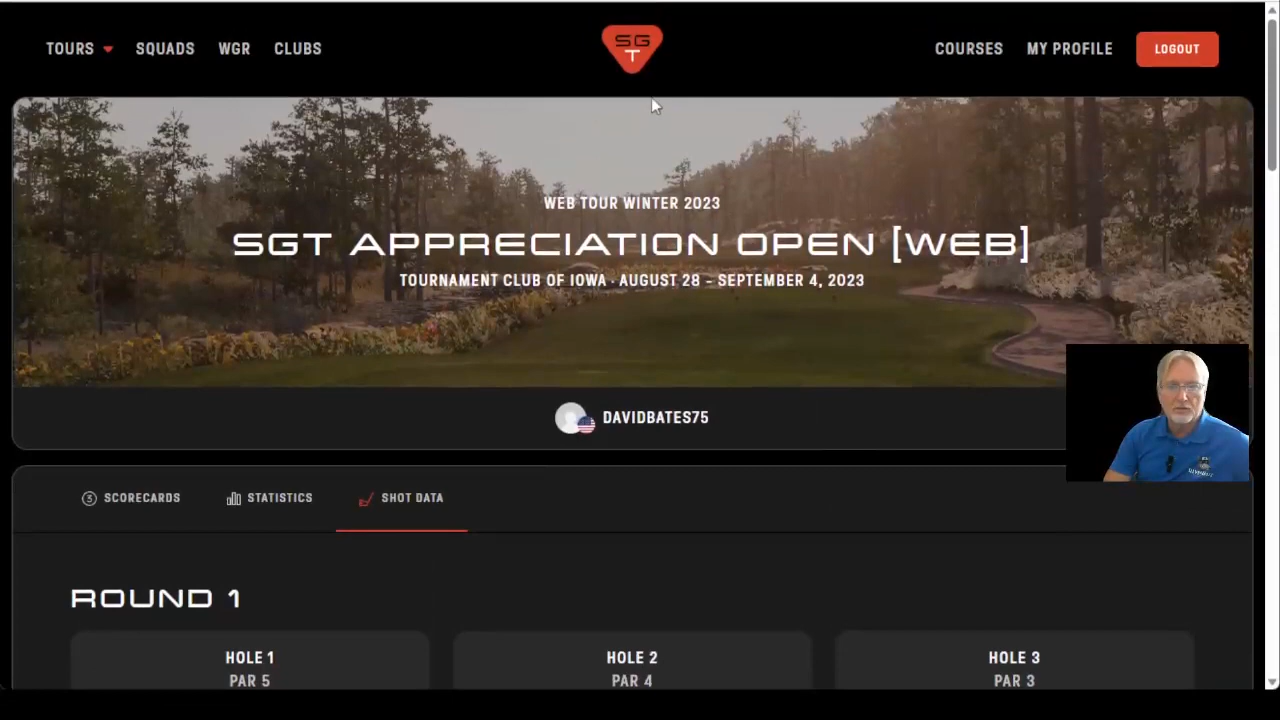 TOURS
SQUADS
WGR
CLUBS
SGT
COURSES
MY PROFILE
LOGOUT
WEB TOUR WINTER 2023
SGT APPRECIATION OPEN [WEB]
TOURNAMENT CLUB OF IOWA · AUGUST 28 - SEPTEMBER 4, 2023
DAVIDBATES75
SCORECARDS
STATISTICS
SHOT DATA
ROUND 1
HOLE 1
PAR 5
HOLE 2
PAR 4
HOLE 3
PAR 3